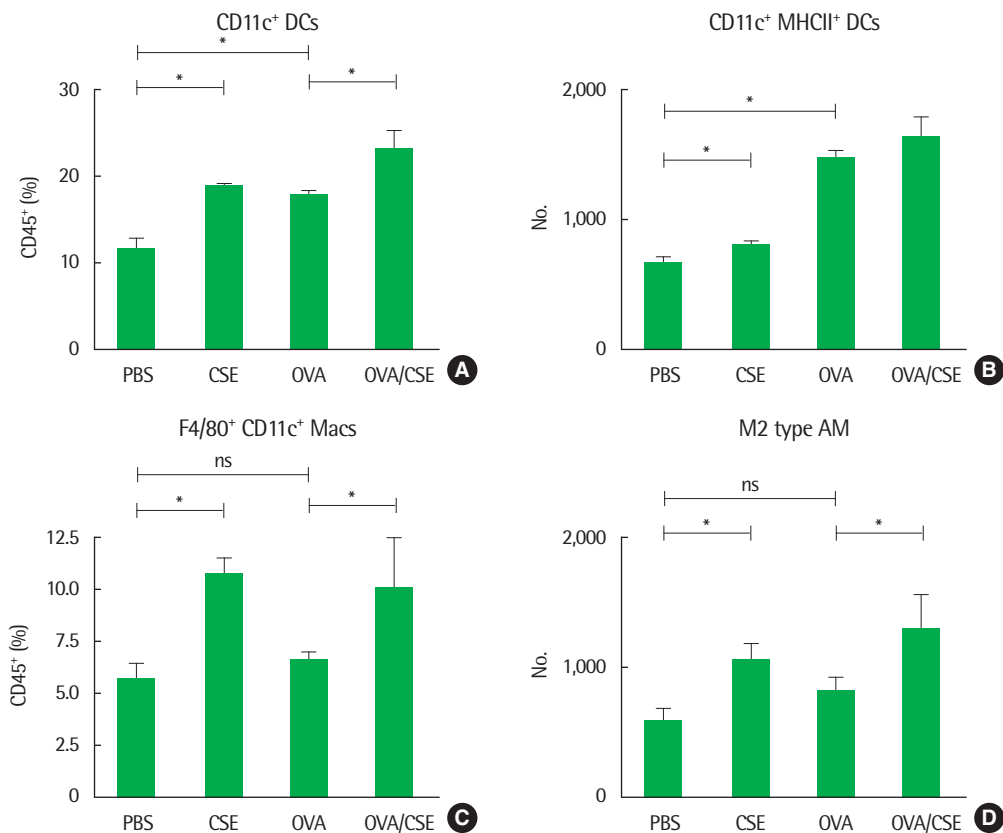 CD11c⁺ DCs
*
*
*
30
20
10
0
CD45⁺ (%)
PBS CSE OVA OVA/CSE
A
CD11c⁺ MHCII⁺ DCs
*
*
2,000
1,000
0
No.
PBS CSE OVA OVA/CSE
B
F4/80⁺ CD11c⁺ Macs
ns
*
*
12.5
10.0
7.5
5.0
2.5
0
CD45⁺ (%)
PBS CSE OVA OVA/CSE
C
M2 type AM
ns
*
*
2,000
1,000
0
No.
PBS CSE OVA OVA/CSE
D